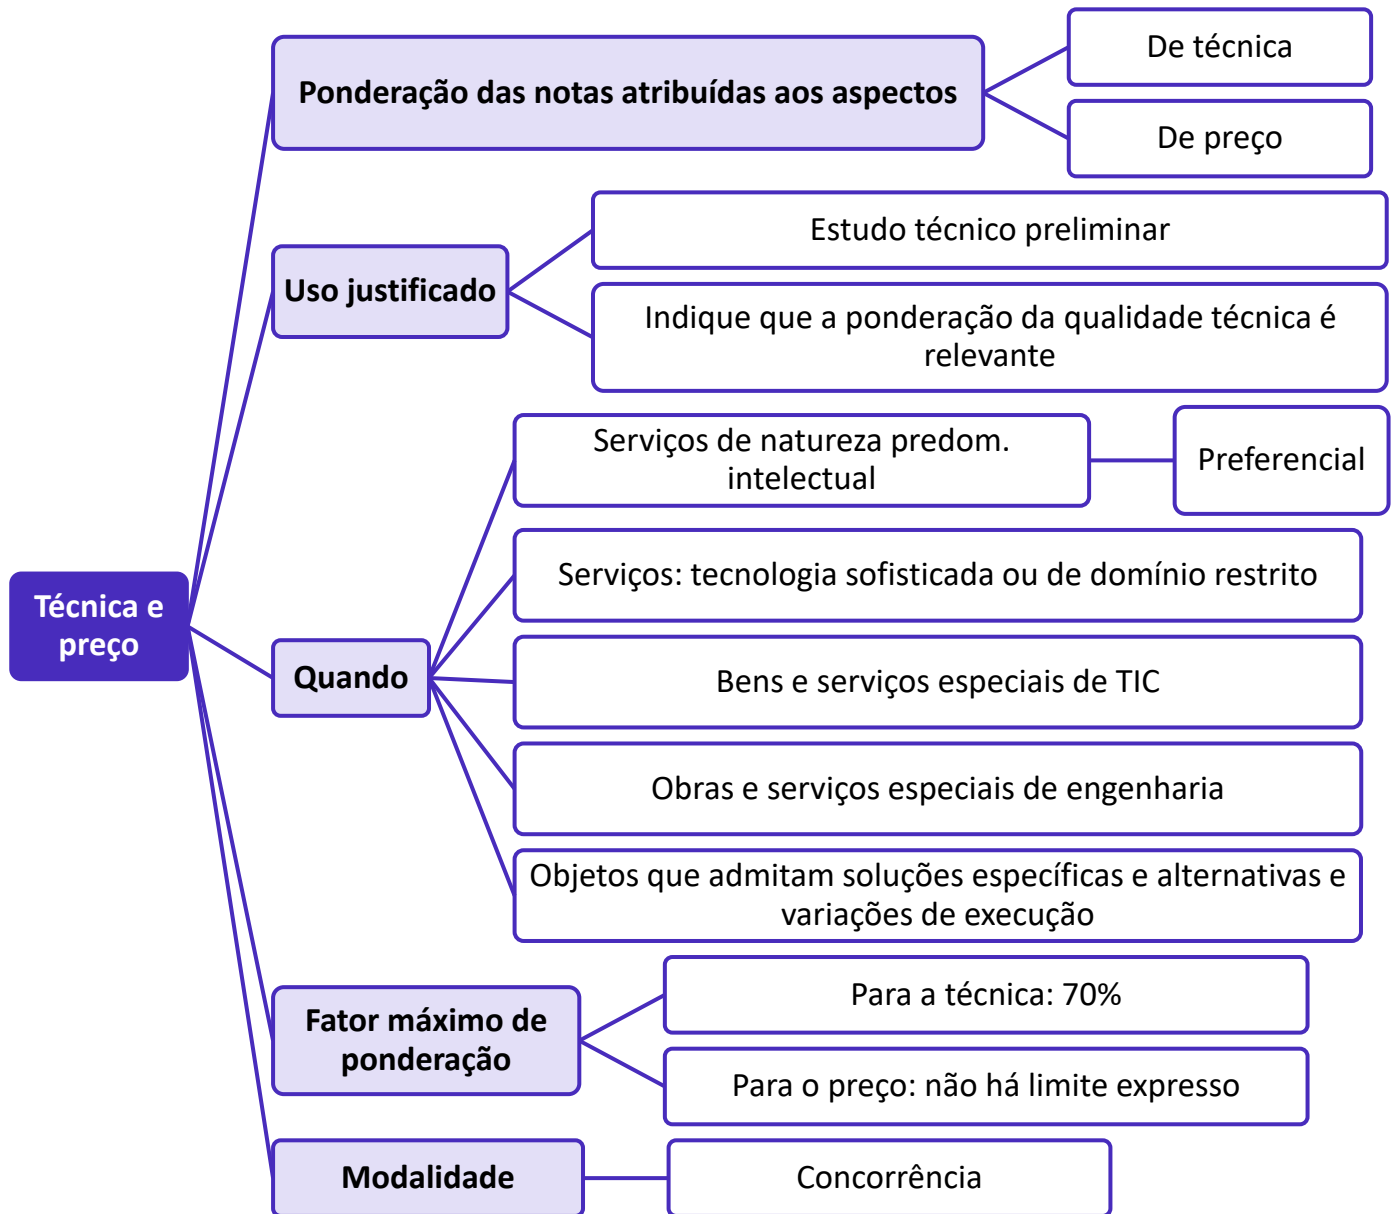 Ponderação das notas atribuídas aos aspectos
De técnica
De preço
Uso justificado
Estudo técnico preliminar
Indique que a ponderação da qualidade técnica é
relevante
Técnica e
preço
Quando
Serviços de natureza predom.
intelectual
Preferencial
Serviços: tecnologia sofisticada ou de domínio restrito
Bens e serviços especiais de TIC
Obras e serviços especiais de engenharia
Objetos que admitam soluções específicas e alternativas e
variações de execução
Fator máximo de
ponderação
Para a técnica: 70%
Para o preço: não há limite expresso
Modalidade
Concorrência